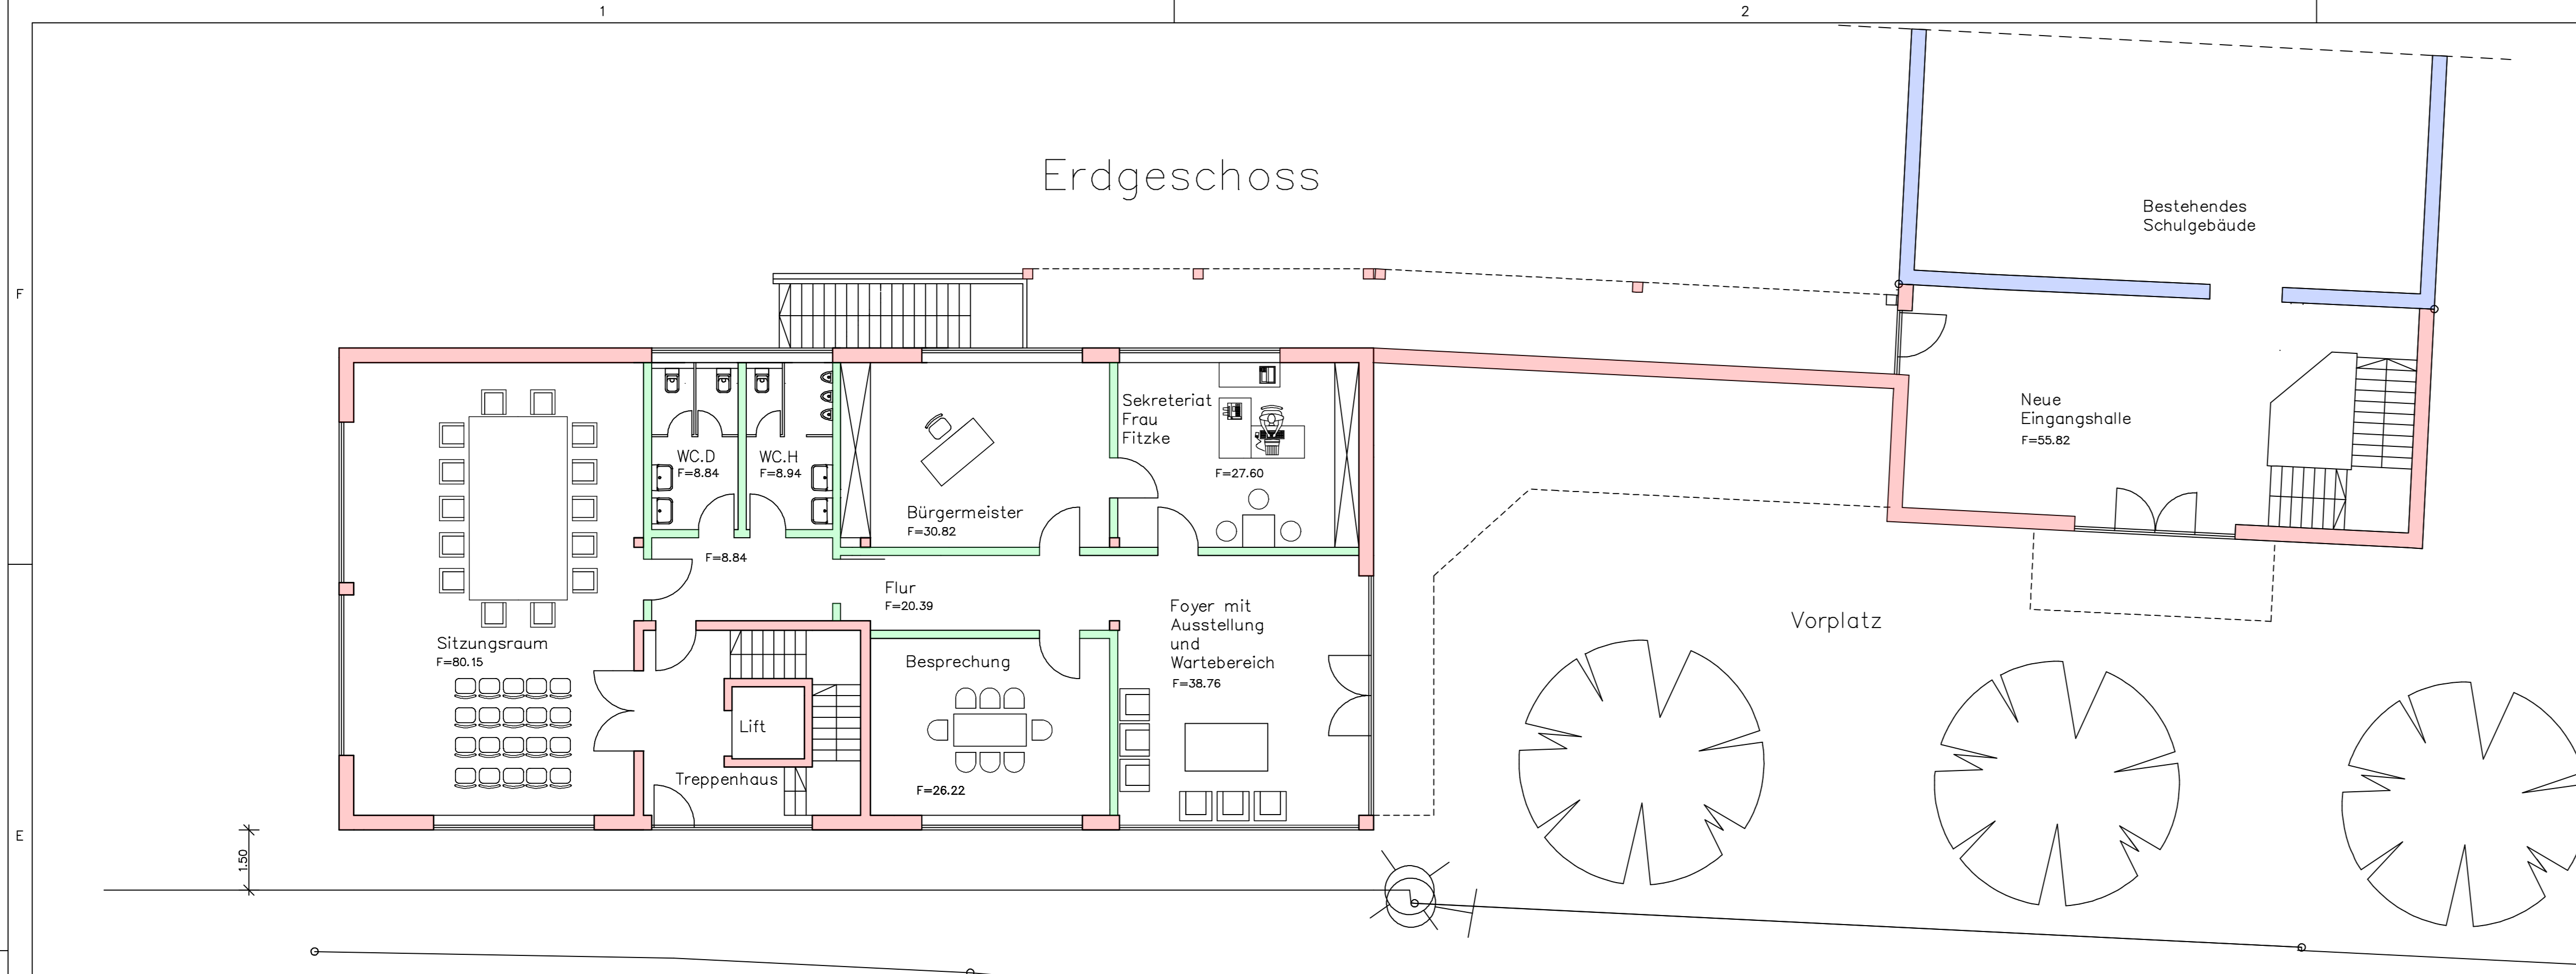 1
2
Erdgeschoss
Bestehendes
Schulgebäude
F
Sekreteriat
Frau
Fitzke
F=27.60
Neue
Eingangshalle
F=55.82
WC.D
F=8.84
WC.H
F=8.94
Bürgermeister
F=30.82
F=8.84
Flur
F=20.39
Foyer mit
Ausstellung
und
Wartebereich
F=38.76
Vorplatz
Sitzungsraum
F=80.15
Besprechung
F=26.22
Lift
Treppenhaus
E
1.50